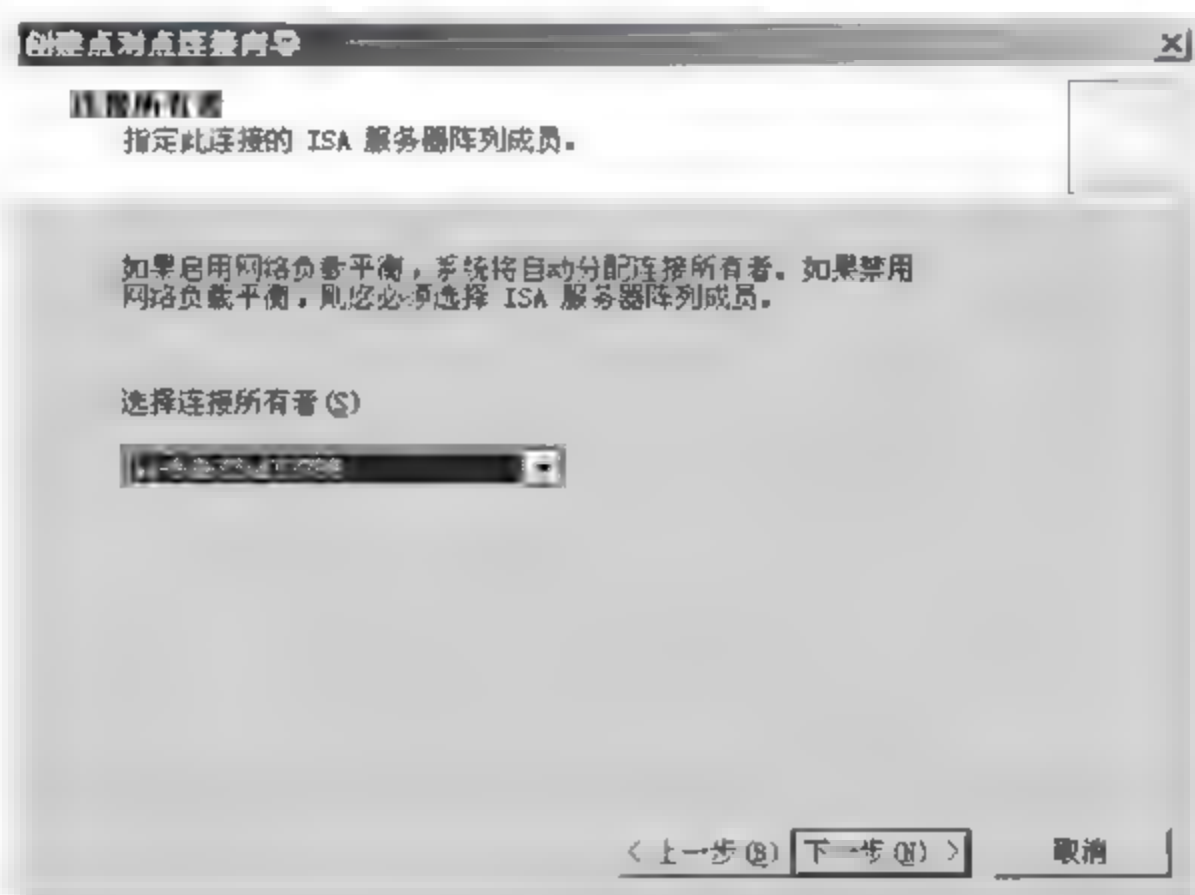 创建点对点连接向导
连接所有者
指定此连接的 ISA 服务器阵列成员。
如果启用网络负载平衡，系统将自动分配连接所有者。如果禁用
网络负载平衡，则您必须选择 ISA 服务器阵列成员。
选择连接所有者(S)
< 上一步(B)
下一步(N) >
取消